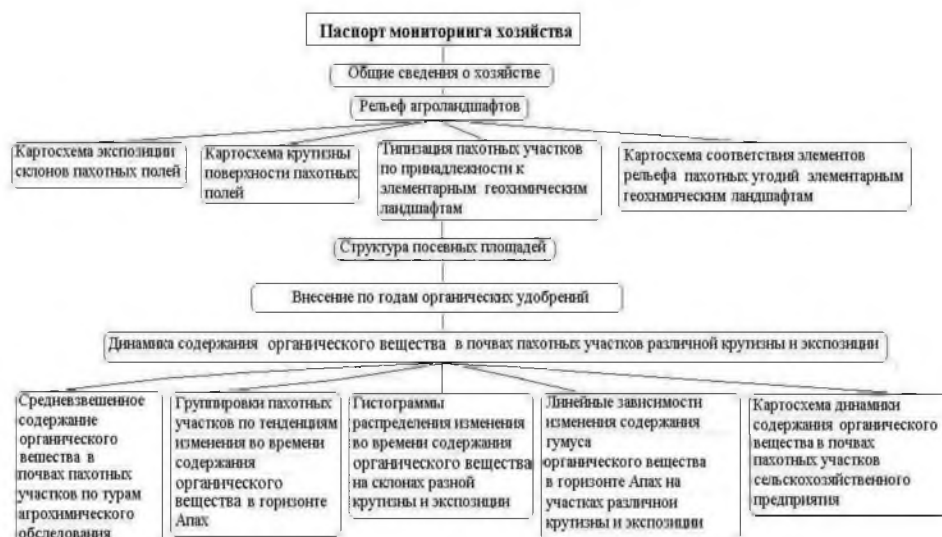 Паспорт мониторинга хозяйства
Общие сведения о хозяйстве
Рельеф агроландшафтов
Картосхема экспозиции
склонов пахотных полей
Картосхема крутизны
поверхности пахотных
полей
Типизация пахотных участков
по принадлежности к
элементарным геохимическим
ландшафтам
Картосхема соответствия элементов
рельефа пахотных угодий элементарным
геохимическим ландшафтам
Структура посевных площадей
Внесение по годам органических удобрений
Динамика содержания органического вещества в почвах пахотных участков различной крутизны и экспозиции
Средневзвешенное
содержание
органического
вещества в
почвах пахотных
участков по турам
агрохимического
обследования
Группировки пахотных
участков по тенденциям
изменения во времени
содержания
органического
вещества в горизонте
Апах
Гистограммы
распределения изменения
во времени содержания
органического вещества
на склонах разной
крутизны и экспозиции
Линейные зависимости
изменения содержания
гумуса
органического вещества
в горизонте Апах на
участках различной
крутизны и экспозиции
Картосхема динамики
содержания органического
вещества в почвах
пахотных участков
сельскохозяйственного
предприятия